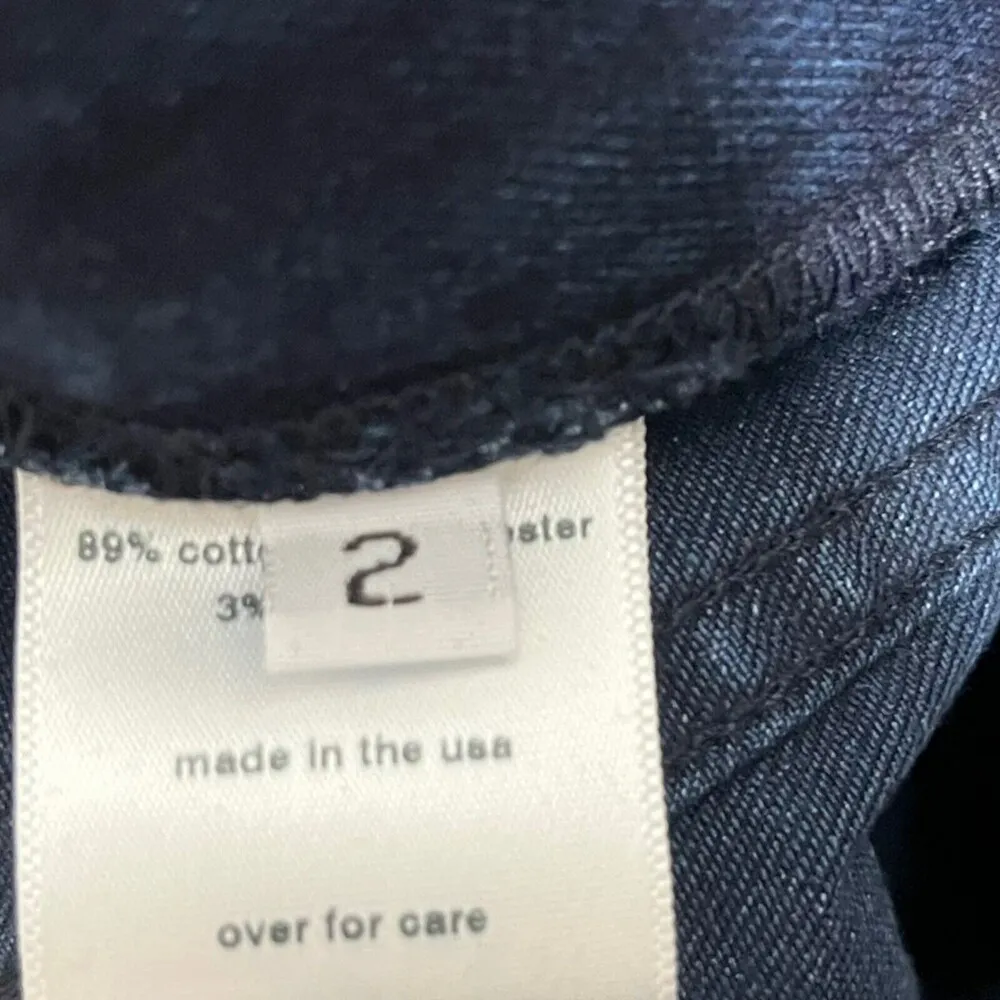 89% cott
ster
2
3%
made in the usa
over for care